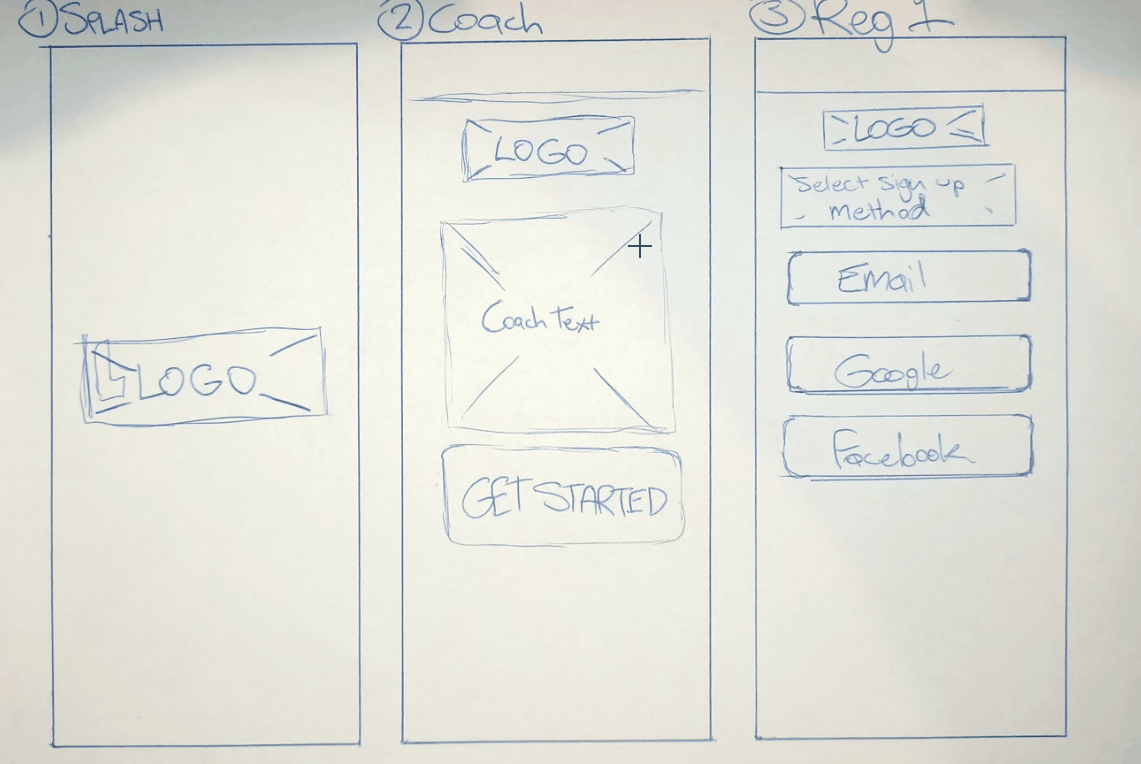 1 SPLASH
2 Coach
3 Reg 1
LOGO
LOGO
Coach Text
GET STARTED
LOGO
Select Sign up
method
Email
Google
Facebook